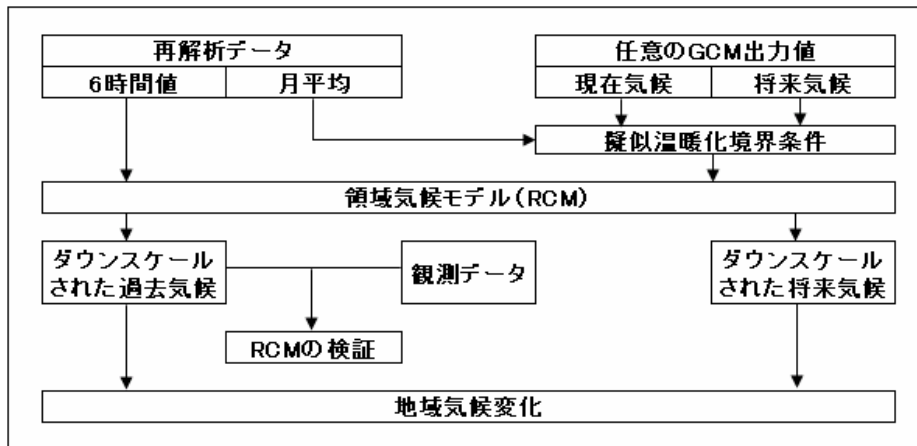 再解析データ
6時間値
月平均
任意のGCM出力値
現在気候
将来気候
擬似温暖化境界条件
領域気候モデル(RCM)
ダウンスケール
された過去気候
観測データ
ダウンスケール
された将来気候
RCMの検証
地域気候変化